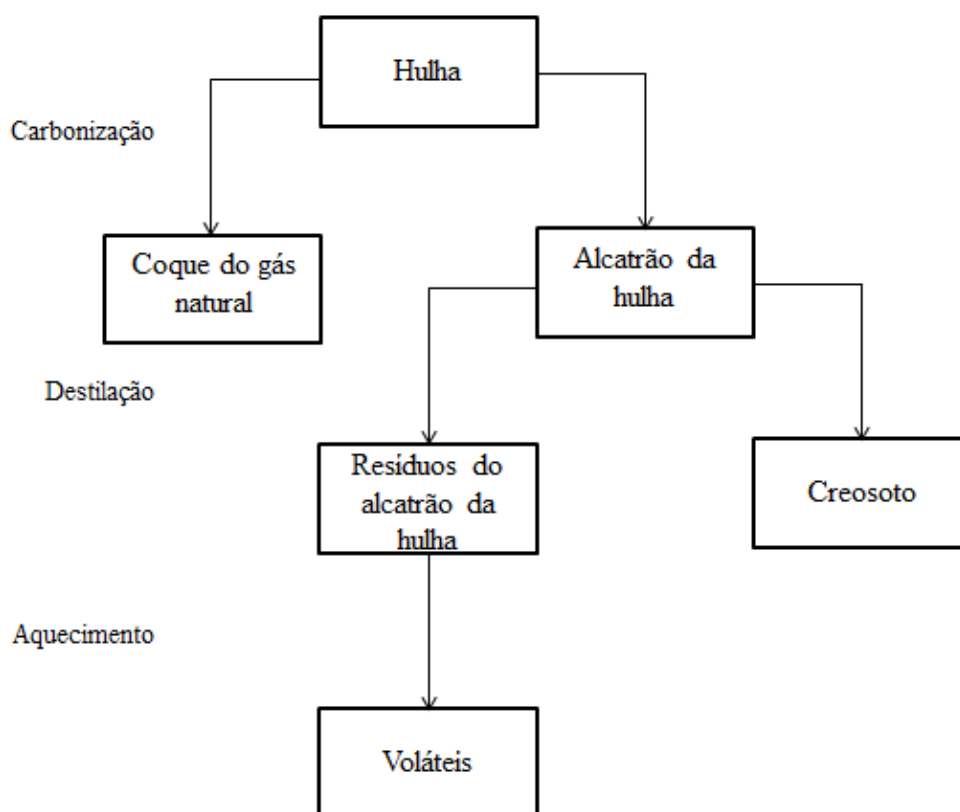 Hulha
Carbonização
Coque do gás
natural
Alcatrão da
hulha
Destilação
Resíduos do
alcatrão da
hulha
Creosoto
Aquecimento
Voláteis